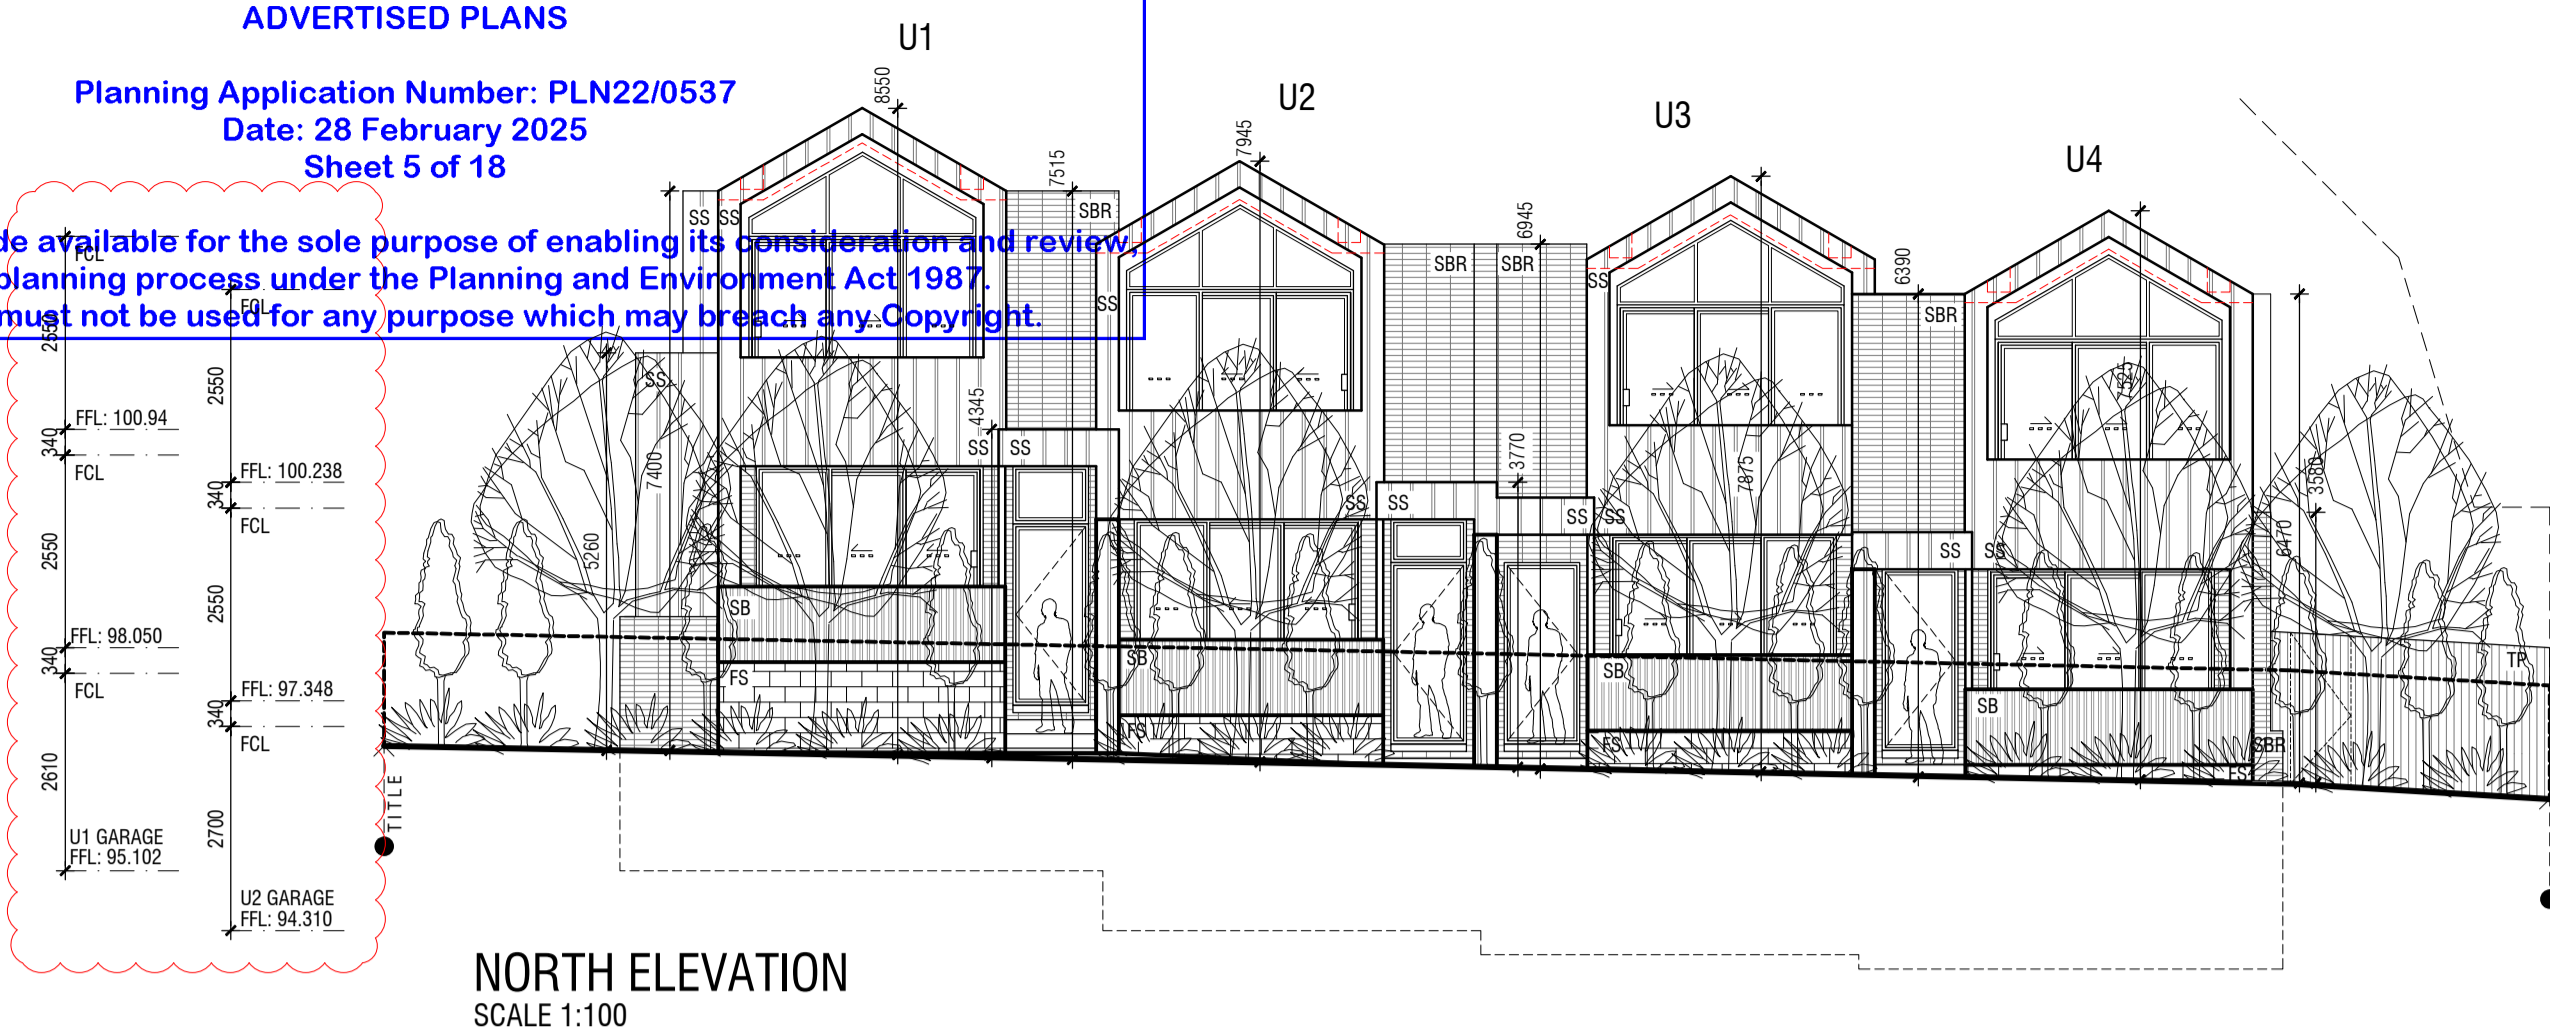 ADVERTISED PLANS
Planning Application Number: PLN22/0537
Date: 28 February 2025
Sheet 5 of 18
de available for the sole purpose of enabling its consideration and review,
planning process under the Planning and Environment Act 1987.
must not be used for any purpose which may breach any Copyright.
U1
U2
U3
U4
8550
7515
7945
6945
6390
7525
7875
3770
4345
7400
5260
3580
6170
FCL
FCL
2550
2550
FFL: 100.94
340
FCL
FFL: 100.238
340
FCL
2550
2550
FFL: 98.050
340
FCL
FFL: 97.348
340
FCL
2610
2700
U1 GARAGE
FFL: 95.102
U2 GARAGE
FFL: 94.310
TITLE
SS
SS
SBR
SS
SBR
SBR
SS
SBR
SS
SS
SS
SS
SS
SS
SS
SS
SS
SB
FS
SB
FS
SB
FS
SB
FS
SBR
TP
NORTH ELEVATION
SCALE 1:100